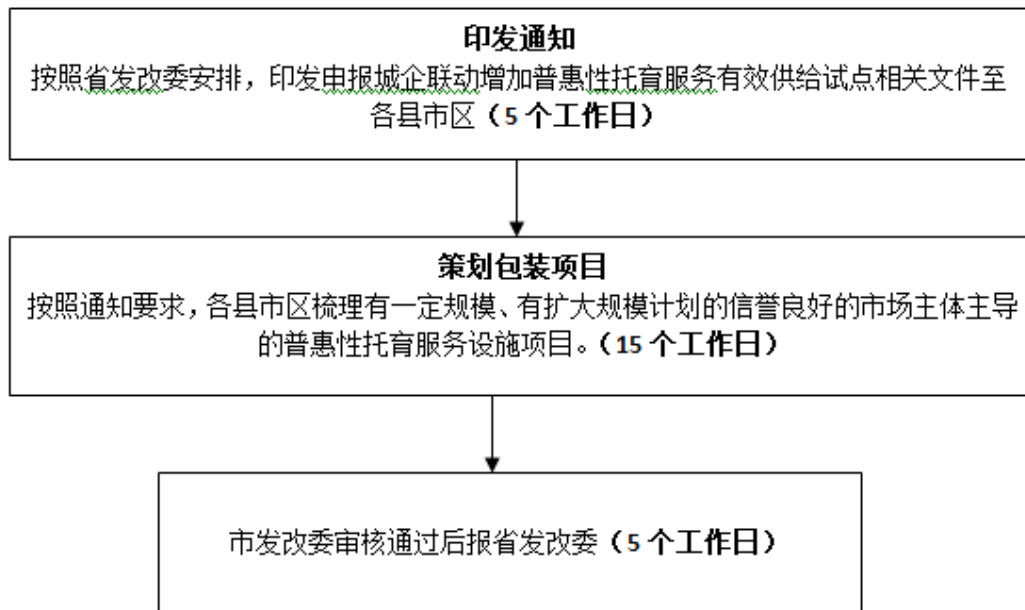 印发通知
按照省发改委安排，印发申报城企联动增加普惠性托育服务有效供给试点相关文件至
各县市区（5 个工作日）
策划包装项目
按照通知要求，各县市区梳理有一定规模、有扩大规模计划的信誉良好的市场主体主导
的普惠性托育服务设施项目。（15 个工作日）
市发改委审核通过后报省发改委（5 个工作日）